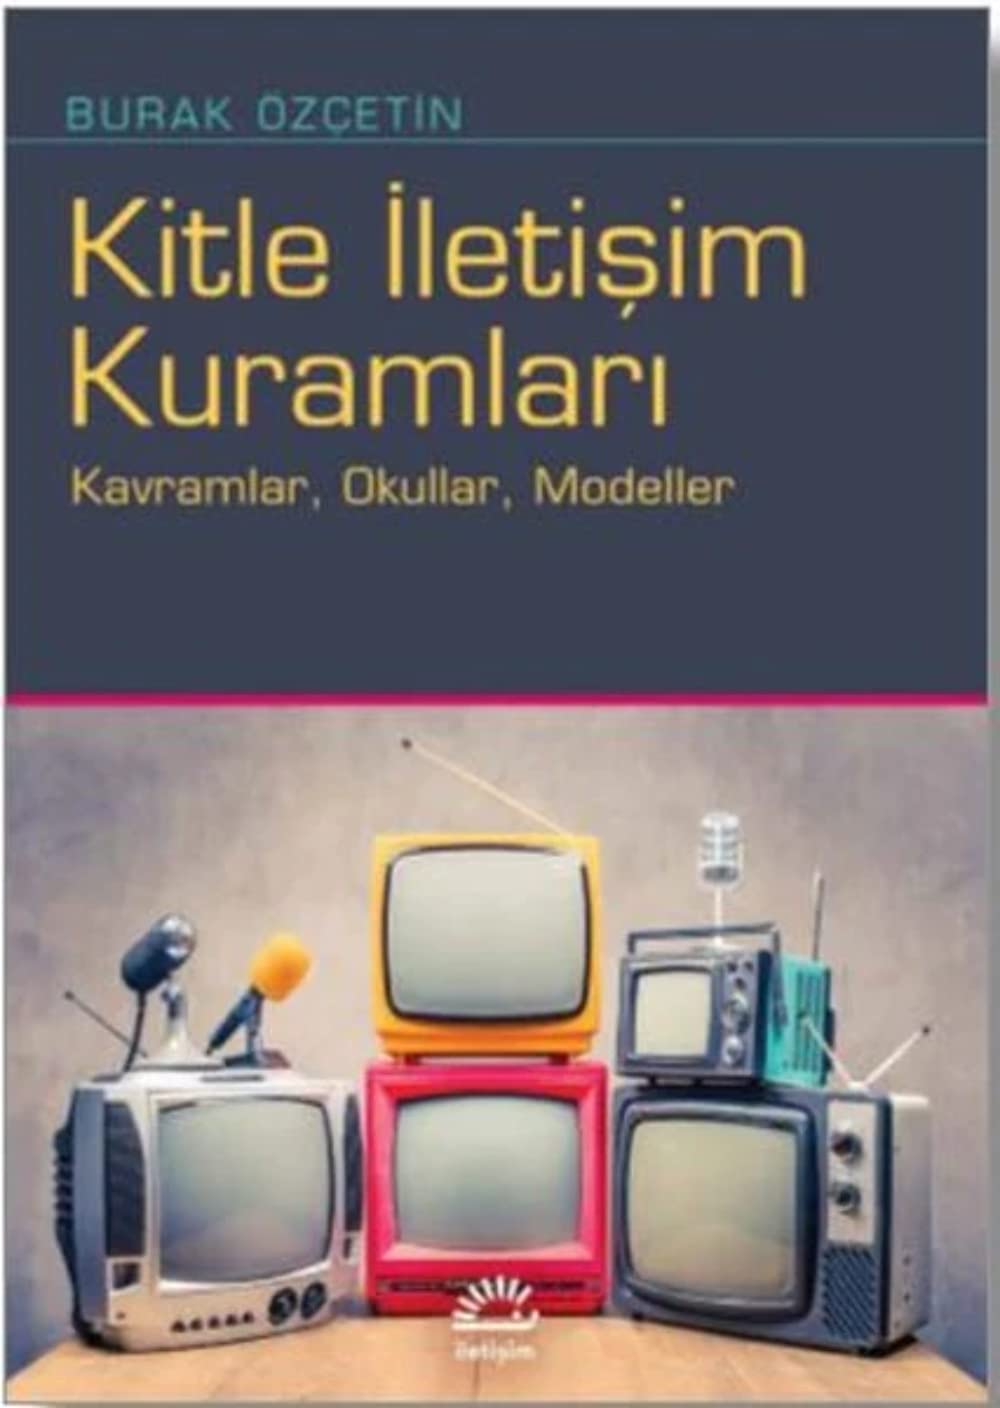 BURAK ÖZÇETİN
Kitle İletişim
Kuramları
Kavramlar, Okullar, Modeller
iletişim